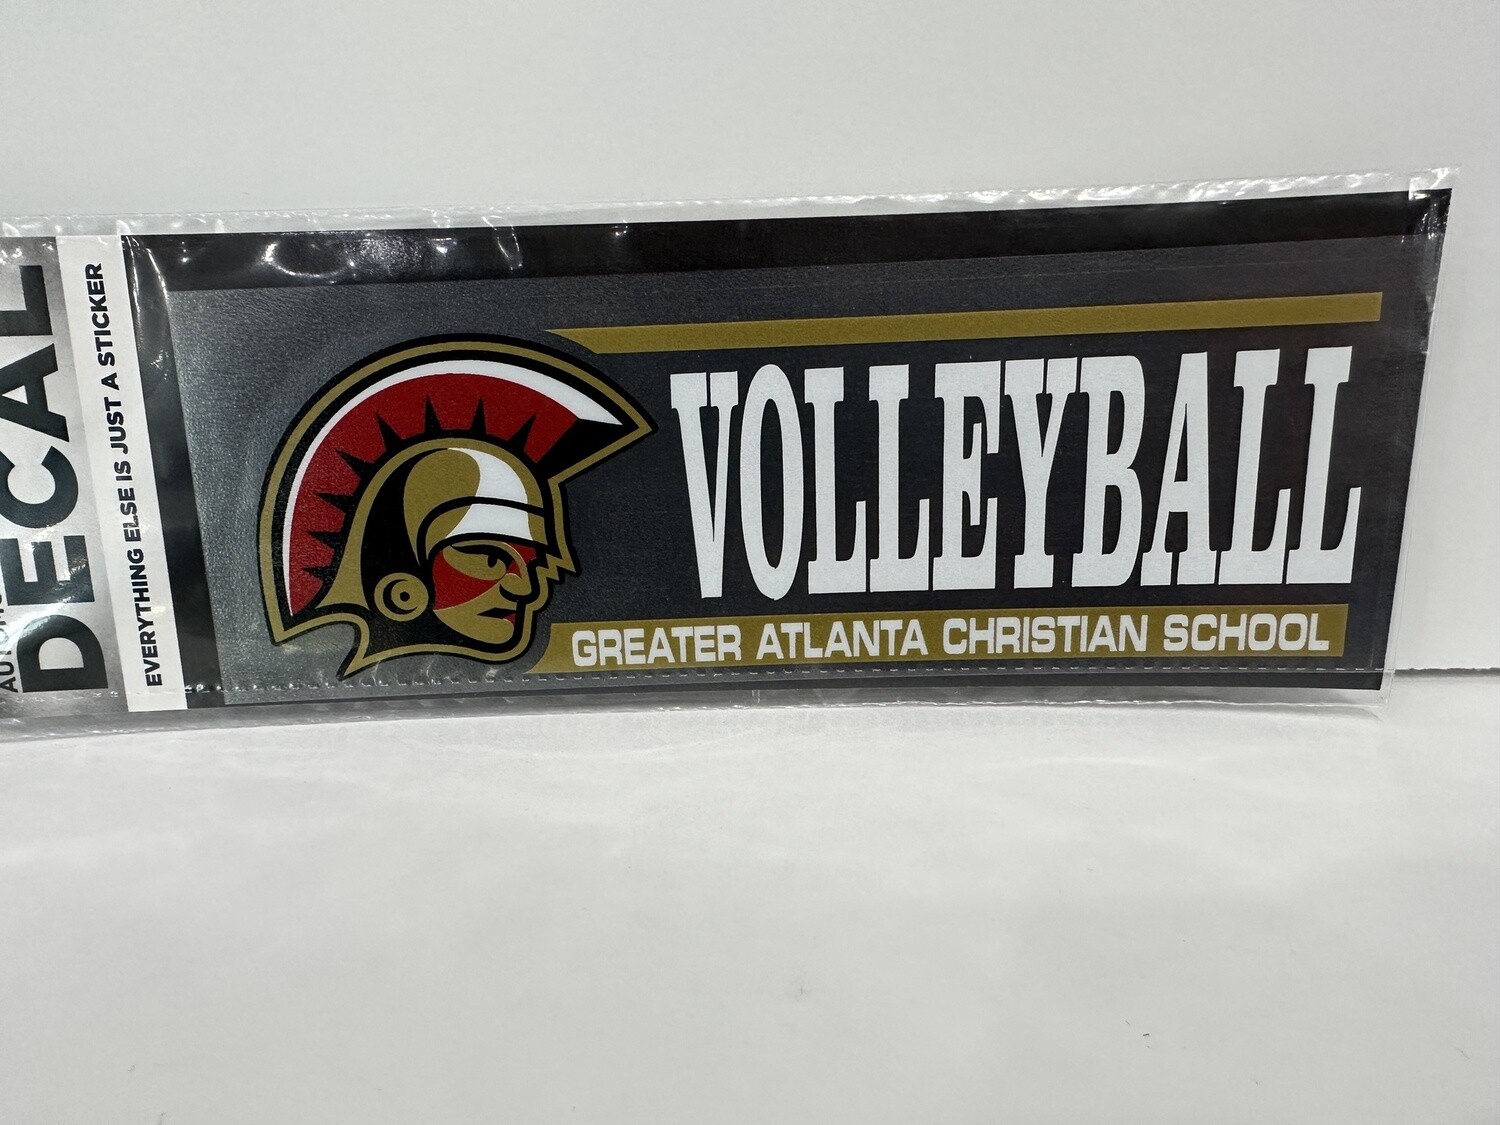 DECAL
EVERYTHING ELSE IS JUST A STICKER
VOLLEYBALL
GREATER ATLANTA CHRISTIAN SCHOOL